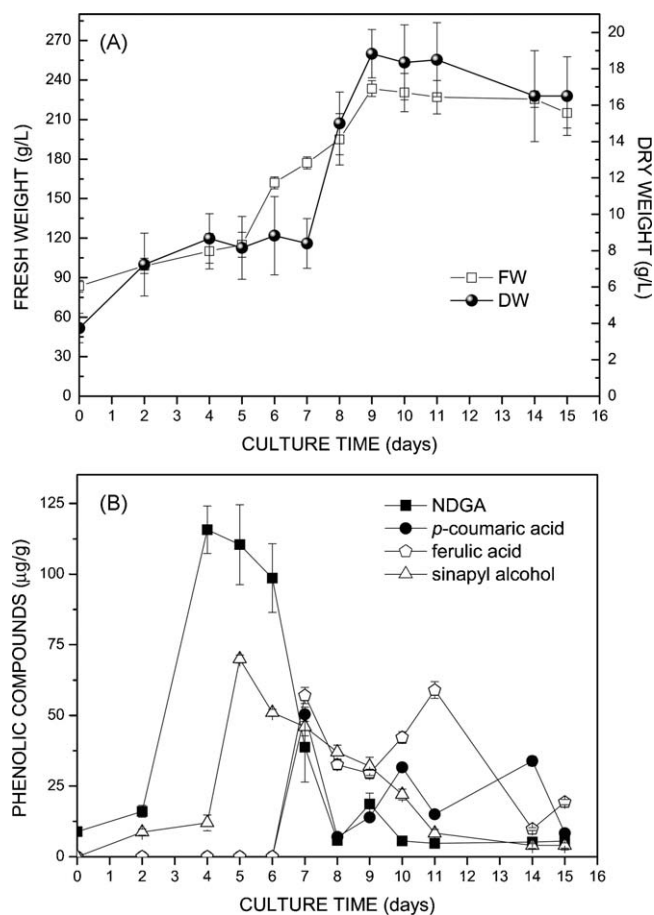 (A)
FRESH WEIGHT (g/L)
270
240
210
180
150
120
90
60
30
0
20
18
16
14
12
10
8
6
4
2
0
DRY WEIGHT (g/L)
FW
DW
0 1 2 3 4 5 6 7 8 9 10 11 12 13 14 15 16
CULTURE TIME (days)
(B)
PHENOLIC COMPOUNDS (µg/g)
125
100
75
50
25
0
NDGA
p-coumaric acid
ferulic acid
sinapyl alcohol
0 1 2 3 4 5 6 7 8 9 10 11 12 13 14 15 16
CULTURE TIME (days)